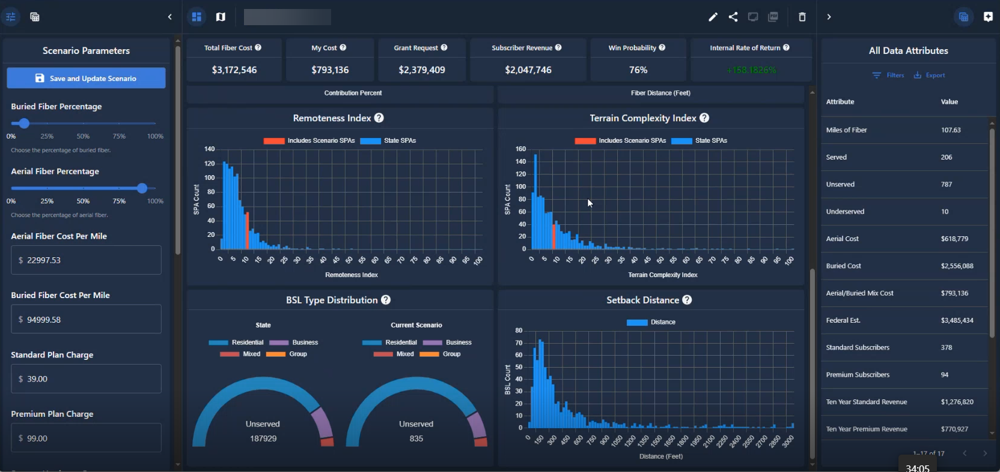 Scenario Parameters
Save and Update Scenario
Buried Fiber Percentage
0% 25% 50% 75% 100%
Choose the percentage of buried fiber.
Aerial Fiber Percentage
0% 25% 50% 75% 100%
Choose the percentage of aerial fiber.
Aerial Fiber Cost Per Mile
$ 22997.53
Buried Fiber Cost Per Mile
$ 94999.58
Standard Plan Charge
$ 39.00
Premium Plan Charge
$ 99.00
Total Fiber Cost ?
$3,172,546
My Cost ?
$793,136
Grant Request ?
$2,379,409
Subscriber Revenue ?
$2,047,746
Win Probability ?
76%
Internal Rate of Return ?
+158.1826%
Contribution Percent
Fiber Distance (Feet)
Remoteness Index ?
Includes Scenario SPAs State SPAs
SPA Count
140
120
100
80
60
40
20
0
0 5 10 15 20 25 30 35 40 45 50 55 60 65 70 75 80 85 90 95 100
Remoteness Index
Terrain Complexity Index ?
Includes Scenario SPAs State SPAs
SPA Count
160
140
120
100
80
60
40
20
0
0 5 10 15 20 25 30 35 40 45 50 55 60 65 70 75 80 85 90 95 100
Terrain Complexity Index
BSL Type Distribution ?
State
Residential Business
Mixed Group
Unserved
187929
Current Scenario
Residential Business
Mixed Group
Unserved
835
Setback Distance ?
Distance
BSL Count
80
70
60
50
40
30
20
10
0
0 150 300 450 600 750 900 1050 1200 1350 1500 1650 1800 1950 2100 2250 2400 2550 2700 2850 3000
Distance (Feet)
All Data Attributes
Filters Export
Attribute Value
Miles of Fiber 107.63
Served 206
Unserved 787
Underserved 10
Aerial Cost $618,779
Buried Cost $2,556,088
Aerial/Buried Mix Cost $793,136
Federal Est. $3,485,434
Standard Subscribers 378
Premium Subscribers 94
Ten Year Standard Revenue $1,276,820
Ten Year Premium Revenue $770,927
1–17 of 17
34:05